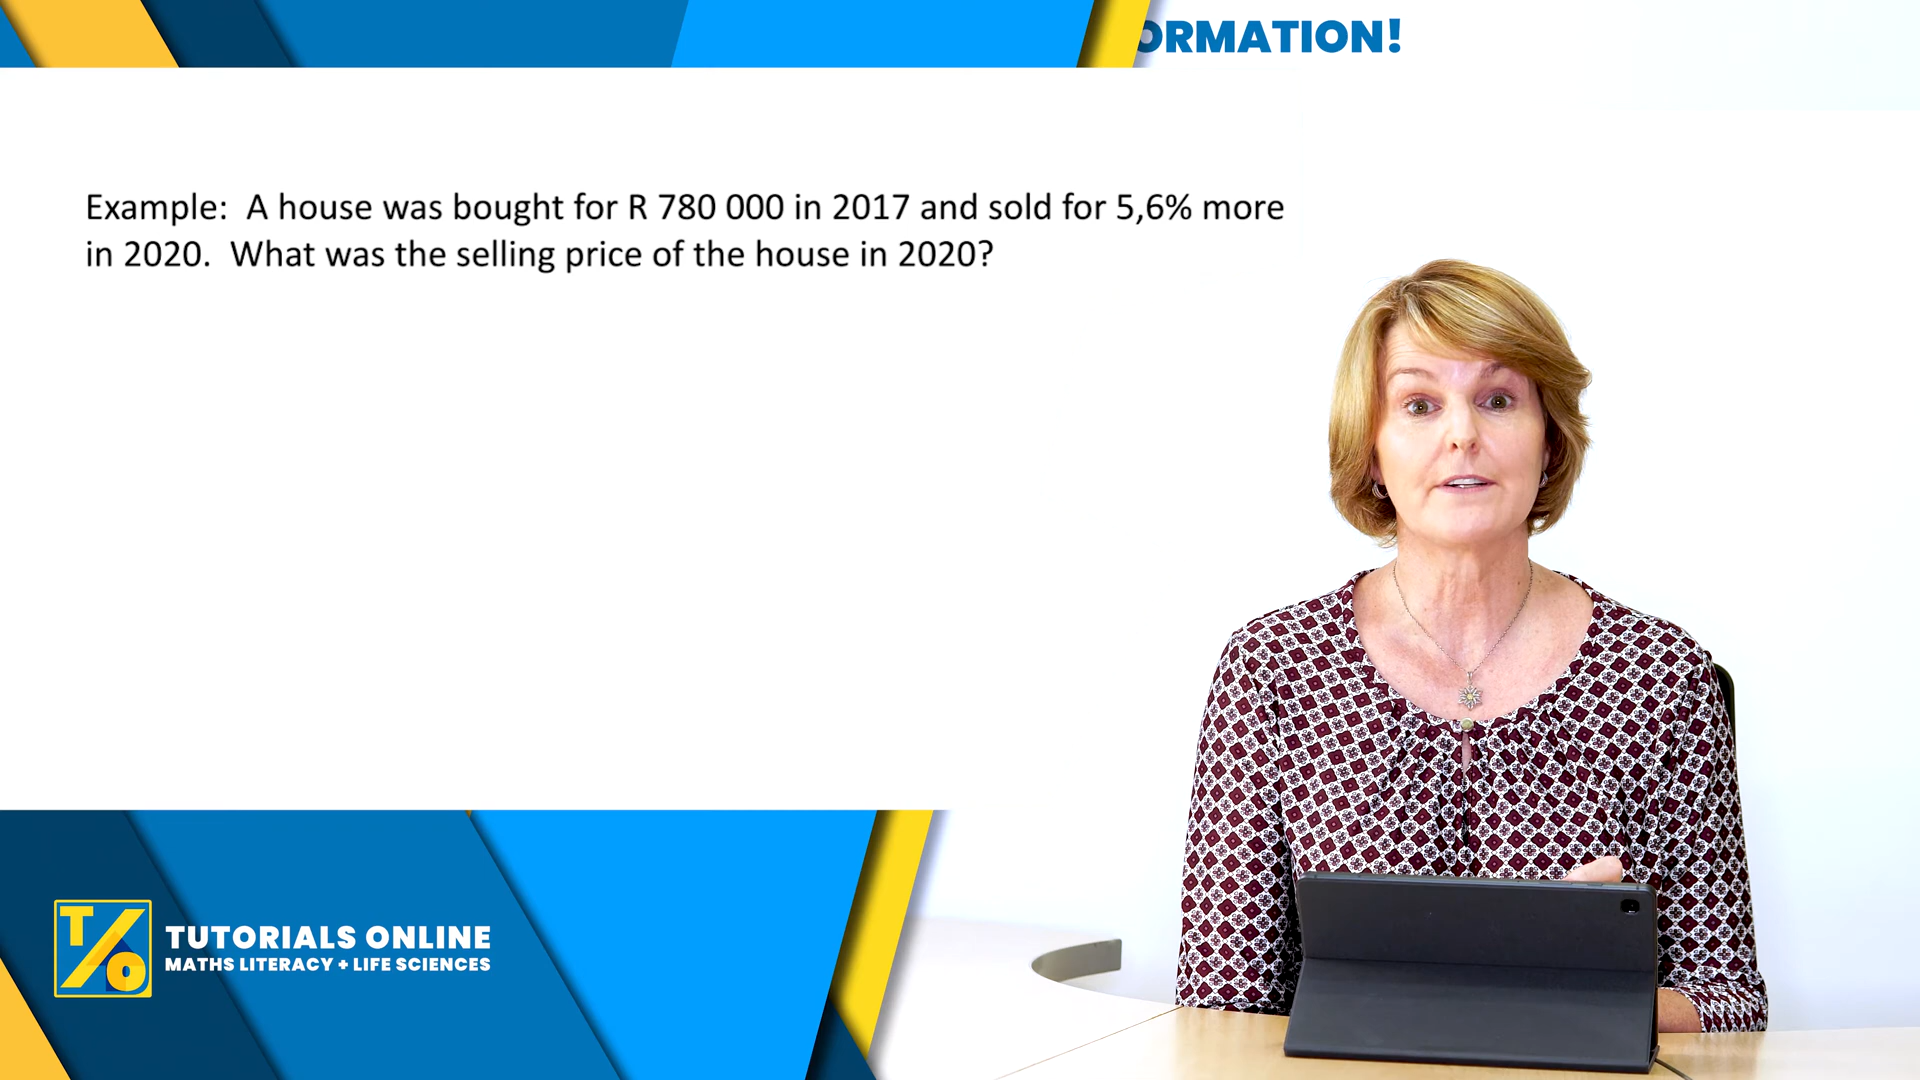 ORMATION!
Example:  A house was bought for R 780 000 in 2017 and sold for 5,6% more
in 2020.  What was the selling price of the house in 2020?
T/o
TUTORIALS ONLINE
MATHS LITERACY + LIFE SCIENCES